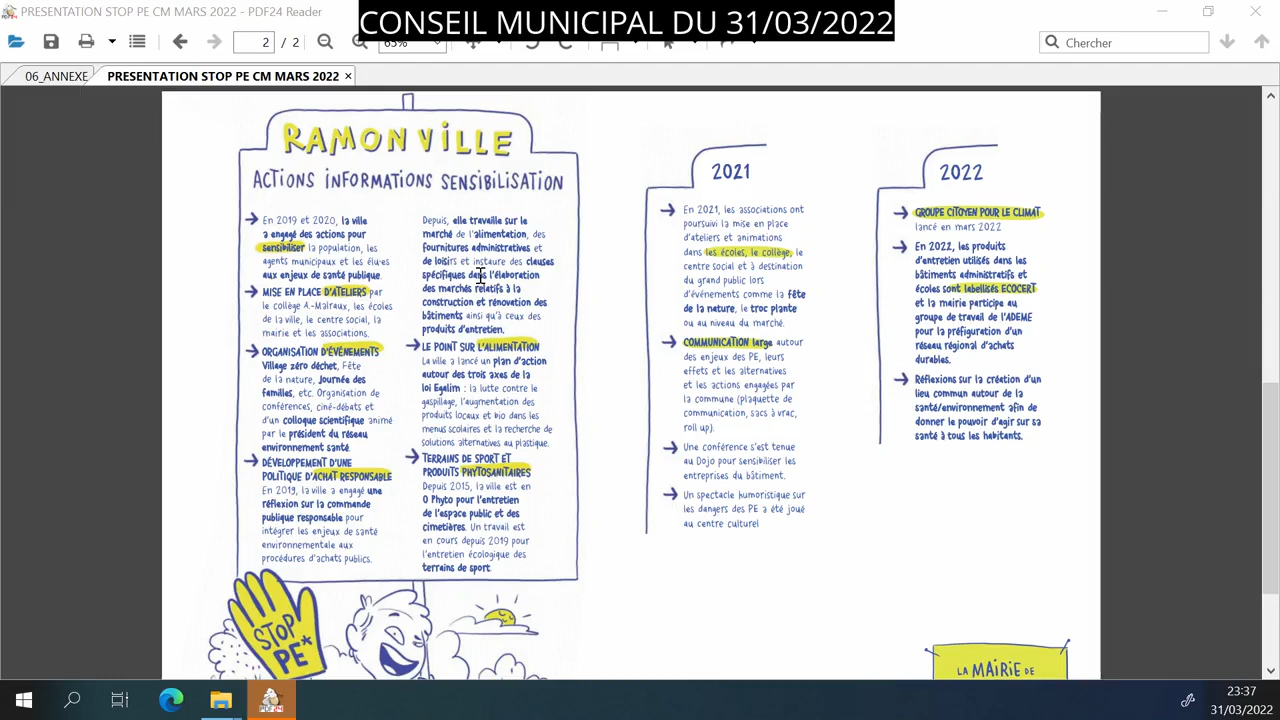 PRESENTATION STOP PE CM MARS 2022 - PDF24 Reader
CONSEIL MUNICIPAL DU 31/03/2022
2 / 2
65%
Chercher
06_ANNEXE
PRESENTATION STOP PE CM MARS 2022 ×
RAMONVILLE
ACTIONS INFORMATIONS SENSIBILISATION
En 2019 et 2020, la ville
a engagé des actions pour
sensibiliser la population, les
agents municipaux et les élu·es
aux enjeux de santé publique.
MISE EN PLACE D'ATELIERS par
le collège A.-Malraux, les écoles
de la ville, le centre social, la
mairie et les associations.
ORGANISATION D'ÉVÉNEMENTS
Village zéro déchet, Fête
de la nature, Journée des
familles, etc. Organisation de
conférences, ciné-débats et
d'un colloque scientifique animé
par le président du réseau
environnement santé.
DÉVELOPPEMENT D'UNE
POLITIQUE D'ACHAT RESPONSABLE
En 2019, la ville a engagé une
réflexion sur la commande
publique responsable pour
intégrer les enjeux de santé
environnementale aux
procédures d'achats publics.
Depuis, elle travaille sur le
marché de l'alimentation, des
fournitures administratives et
de loisirs et instaure des clauses
spécifiques dans l'élaboration
des marchés relatifs à la
construction et rénovation des
bâtiments ainsi qu'à ceux des
produits d'entretien.
LE POINT SUR L'ALIMENTATION
La ville a lancé un plan d'action
autour des trois axes de la
loi Egalim : la lutte contre le
gaspillage, l'augmentation des
produits locaux et bio dans les
menus scolaires et la recherche de
solutions alternatives au plastique.
TERRAINS DE SPORT ET
PRODUITS PHYTOSANITAIRES
Depuis 2015, la ville est en
0 Phyto pour l'entretien
de l'espace public et des
cimetières. Un travail est
en cours depuis 2019 pour
l'entretien écologique des
terrains de sport.
2021
En 2021, les associations ont
poursuivi la mise en place
d'ateliers et animations
dans les écoles, le collège, le
centre social et à destination
du grand public lors
d'événements comme la fête
de la nature, le troc plante
ou au niveau du marché.
COMMUNICATION large autour
des enjeux des PE, leurs
effets et les alternatives
et les actions engagées par
la commune (plaquette de
communication, sacs à vrac,
roll up).
Une conférence s'est tenue
au Dojo pour sensibiliser les
entreprises du bâtiment.
Un spectacle humoristique sur
les dangers des PE a été joué
au centre culturel
2022
GROUPE CITOYEN POUR LE CLIMAT
lancé en mars 2022
En 2022, les produits
d'entretien utilisés dans les
bâtiments administratifs et
écoles sont labellisés ECOCERT
et la mairie participe au
groupe de travail de l'ADEME
pour la préfiguration d'un
réseau régional d'achats
durables.
Réflexions sur la création d'un
lieu commun autour de la
santé/environnement afin de
donner le pouvoir d'agir sur sa
santé à tous les habitants.
STOP
PE*
LA MAIRIE DE
23:37
31/03/2022